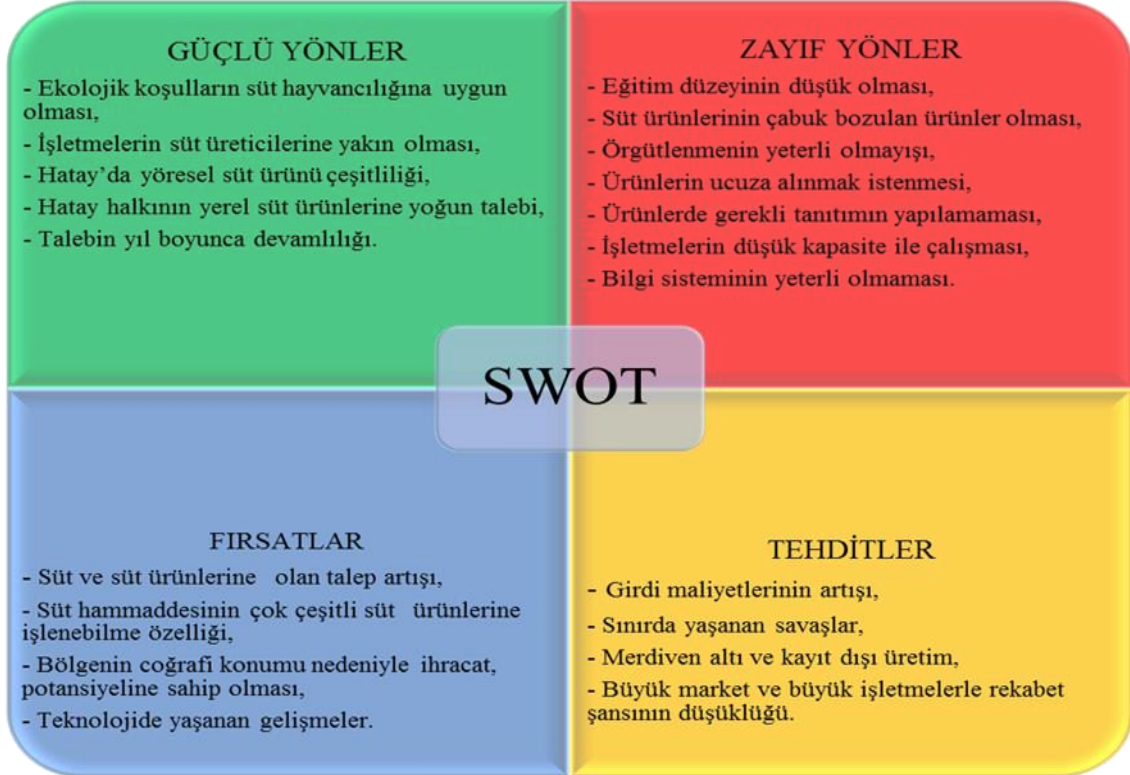 GÜÇLÜ YÖNLER
- Ekolojik koşulların süt hayvancılığına uygun
olması,
- İşletmelerin süt üreticilerine yakın olması,
- Hatay’da yöresel süt ürünü çeşitliliği,
- Hatay halkının yerel süt ürünlerine yoğun talebi,
- Talebin yıl boyunca devamlılığı.
ZAYIF YÖNLER
- Eğitim düzeyinin düşük olması,
- Süt ürünlerinin çabuk bozulan ürünler olması,
- Örgütlenmenin yeterli olmayışı,
- Ürünlerin ucuza alınmak istenmesi,
- Ürünlerde gerekli tanıtımın yapılamaması,
- İşletmelerin düşük kapasite ile çalışması,
- Bilgi sisteminin yeterli olmaması.
SWOT
FIRSATLAR
- Süt ve süt ürünlerine olan talep artışı,
- Süt hammaddesinin çok çeşitli süt ürünlerine
işlenebilme özelliği,
- Bölgenin coğrafi konumu nedeniyle ihracat,
potansiyeline sahip olması,
- Teknolojide yaşanan gelişmeler.
TEHDİTLER
- Girdi maliyetlerinin artışı,
- Sınırda yaşanan savaşlar,
- Merdiven altı ve kayıt dışı üretim,
- Büyük market ve büyük işletmelerle rekabet
şansının düşüklüğü.